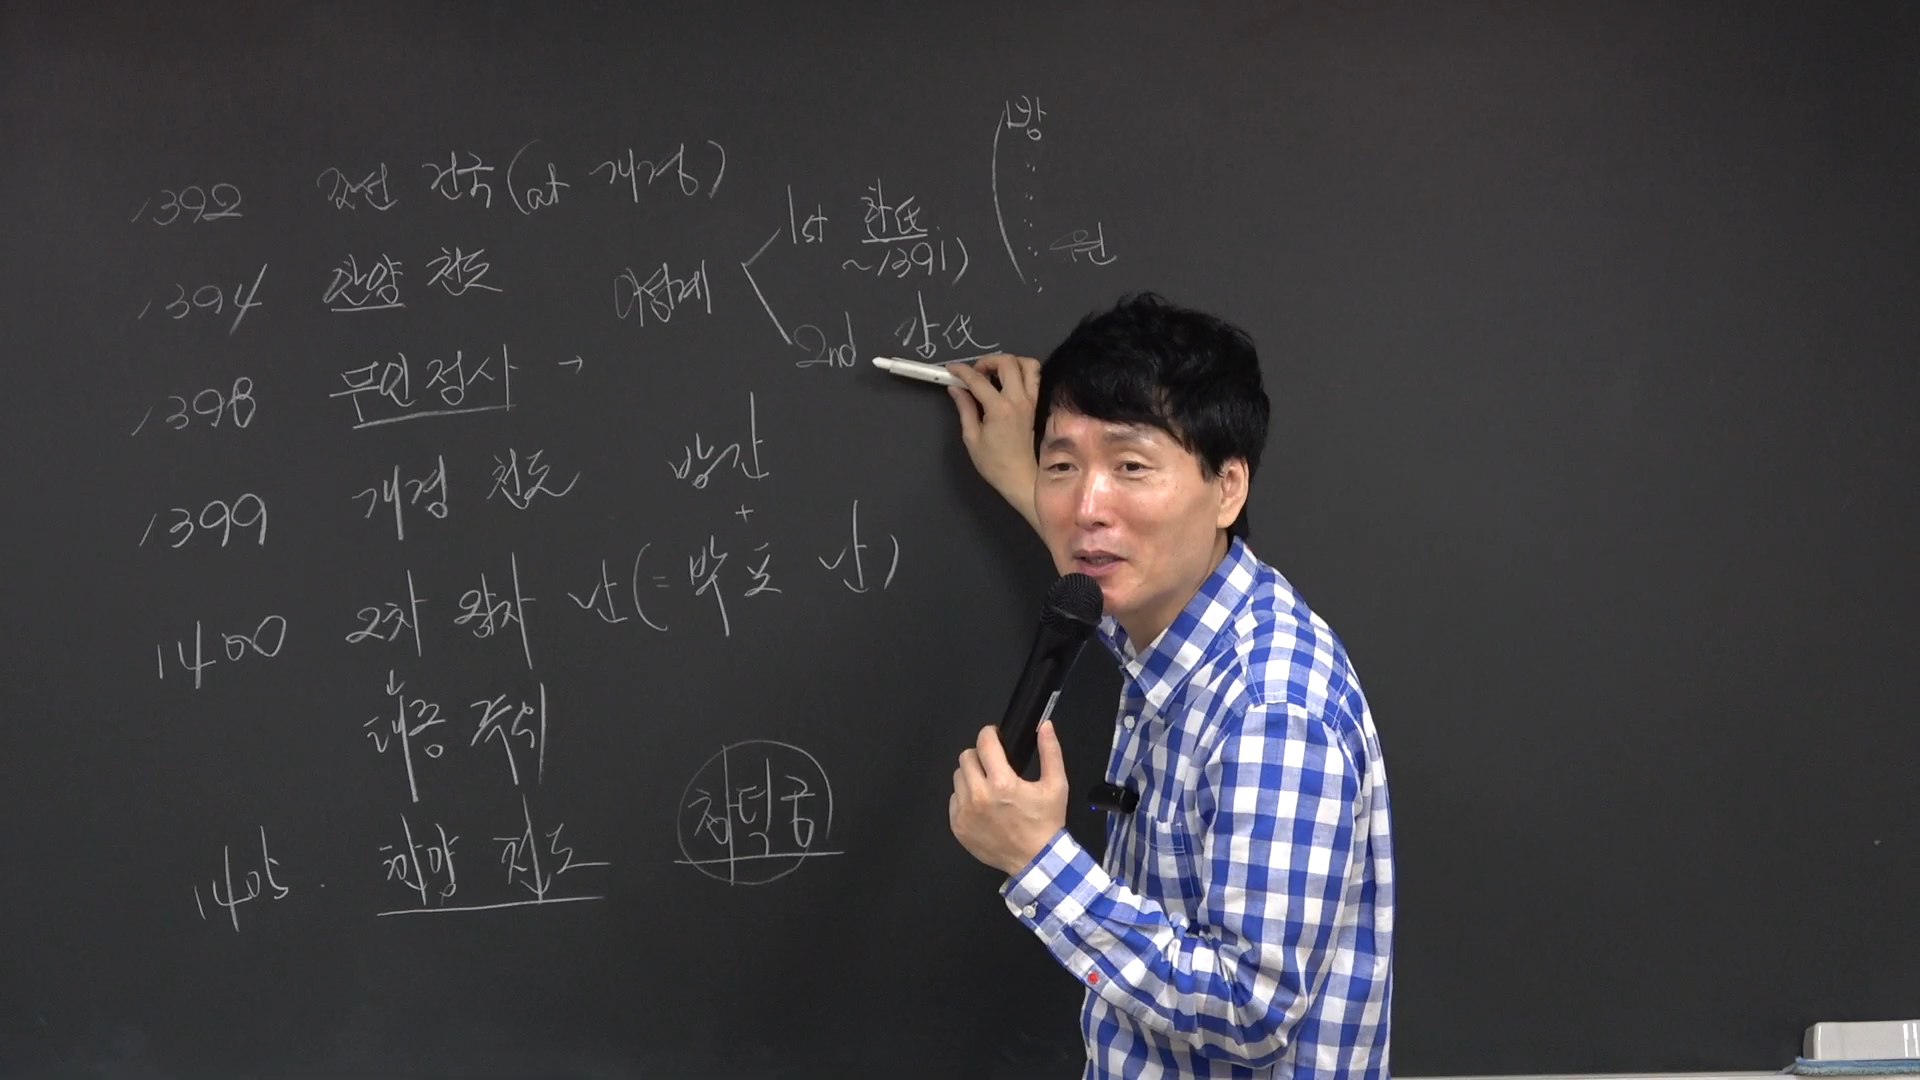 1392 조선 건국(at 개경)
1394 한양 천도
1398 무인정사 →
1399 개경 천도
1400 2차 왕자 난(= 박포 난)
방간
+
↓
태종 즉위
1405. 한양 천도
창덕궁
이성계
1st 한氏
~1391)
2nd 강氏
방
원